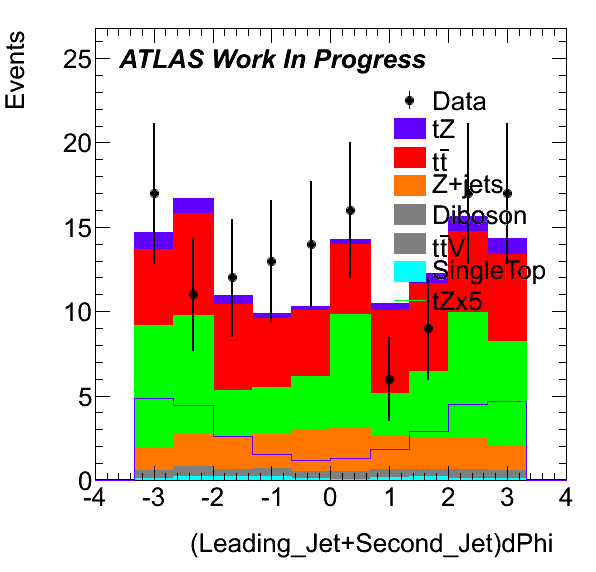 Events
ATLAS Work In Progress
Data
tZ
tt̄
Z+jets
Diboson
tt̄V
SingleTop
tZx5
25
20
15
10
5
0
-4 -3 -2 -1 0 1 2 3 4
(Leading_Jet+Second_Jet)dPhi